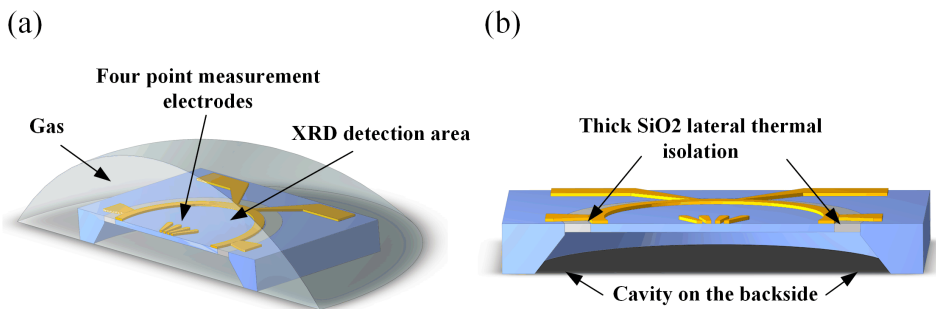 (a)
Four point measurement
electrodes
Gas
XRD detection area
(b)
Thick SiO2 lateral thermal
isolation
Cavity on the backside